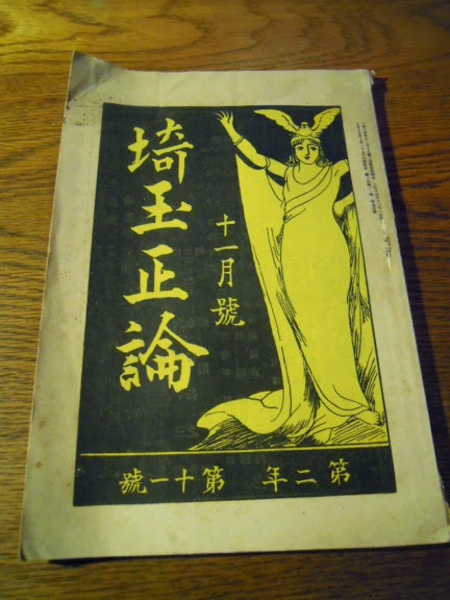 埼玉正論
十一月號
第二年 第十一號